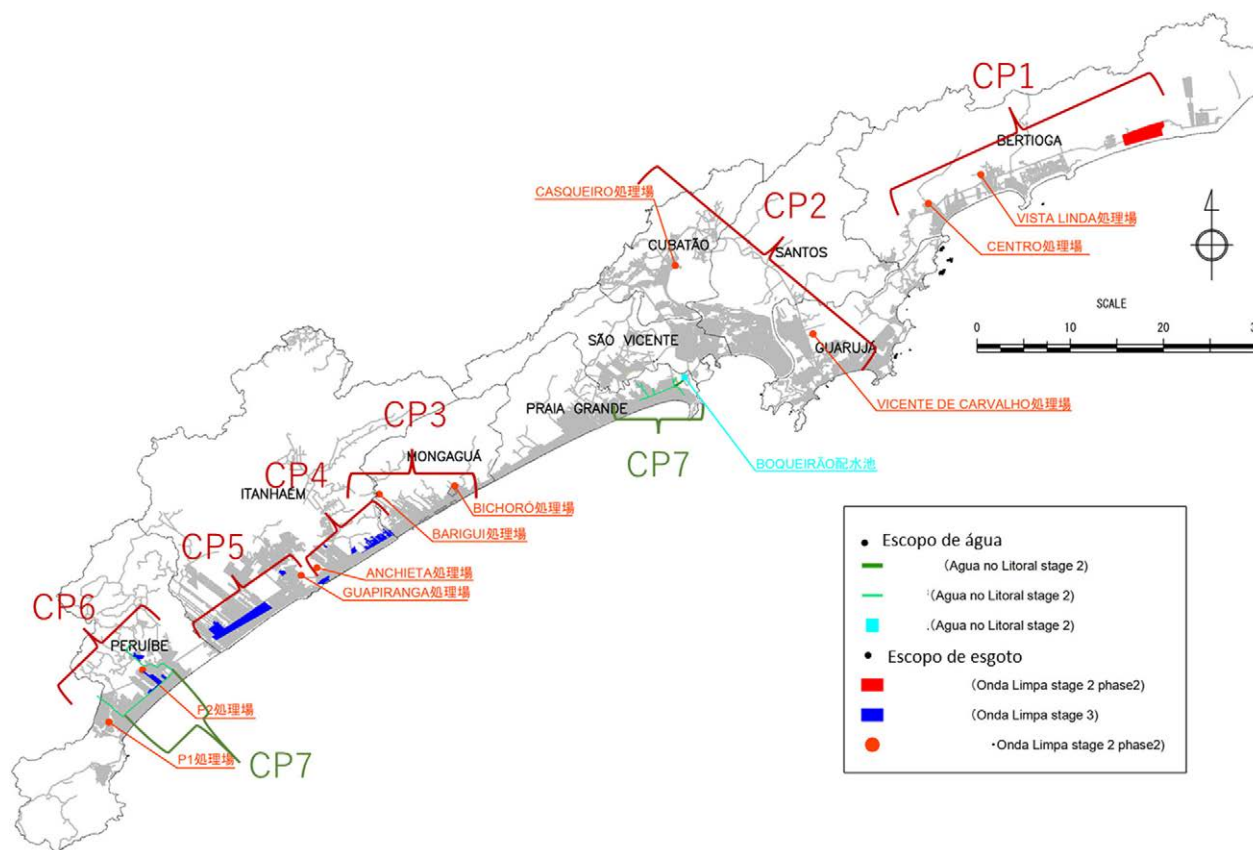 CP1
BERTIOGA
CASQUEIRO処理場
CP2
VISTA LINDA処理場
CUBATÃO
SANTOS
CENTRO処理場
SCALE
0 10 20 3
SÃO VICENTE
GUARUJÁ
PRAIA GRANDE
VICENTE DE CARVALHO処理場
CP3
MONGAGUÁ
CP7
BOQUEIRÃO配水池
CP4
ITANHAÉM
BICHORÓ処理場
BARIGUI処理場
CP5
ANCHIETA処理場
GUAPIRANGA処理場
CP6
PERUÍBE
P2処理場
P1処理場
CP7
• Escopo de água
(Agua no Litoral stage 2)
(Agua no Litoral stage 2)
.(Agua no Litoral stage 2)
• Escopo de esgoto
(Onda Limpa stage 2 phase2)
(Onda Limpa stage 3)
・Onda Limpa stage 2 phase2)